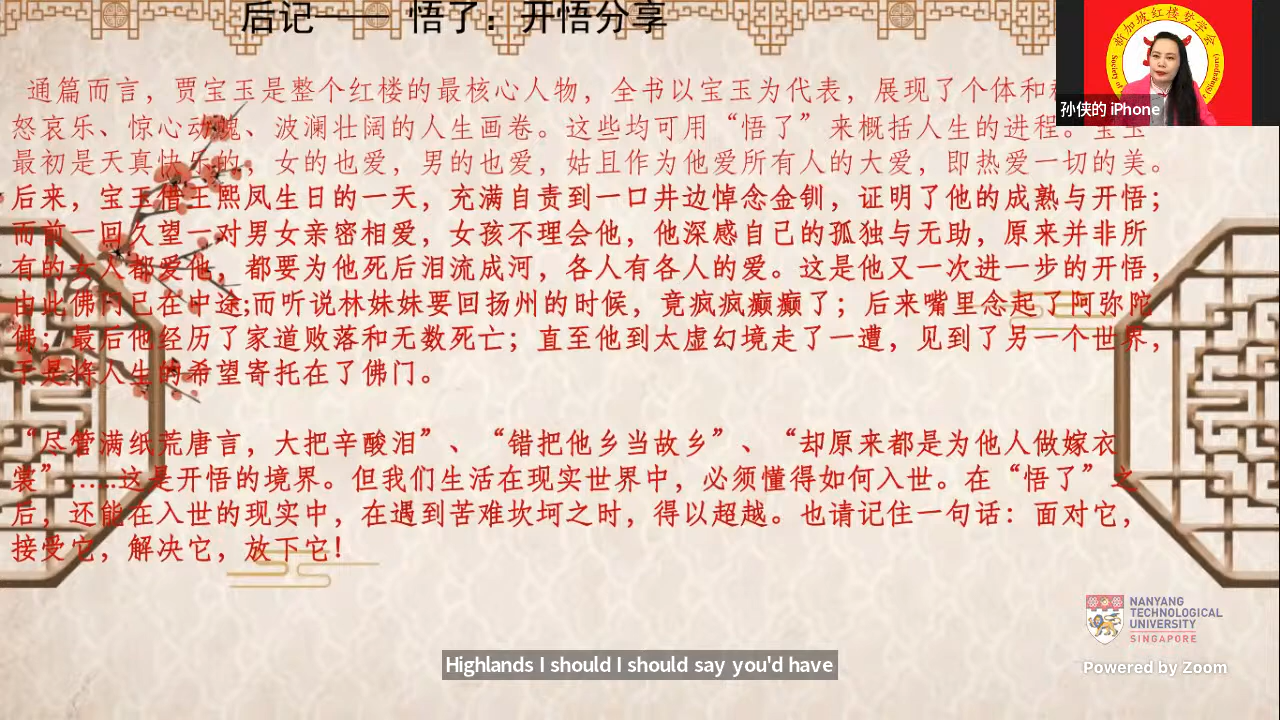 后记—— 悟了：开悟分享
通篇而言，贾宝玉是整个红楼的最核心人物，全书以宝玉为代表，展现了个体和
怒哀乐、惊心动魄、波澜壮阔的人生画卷。这些均可用“悟了”来概括人生的进程。宝玉
最初是天真快乐的，女的也爱，男的也爱，姑且作为他爱所有人的大爱，即热爱一切的美。
后来，宝玉借王熙凤生日的一天，充满自责到一口井边悼念金钏，证明了他的成熟与开悟；
而前一回久望一对男女亲密相爱，女孩不理会他，他深感自己的孤独与无助，原来并非所
有的女人都爱他，都要为他死后泪流成河，各人有各人的爱。这是他又一次进一步的开悟，
由此佛门已在中途;而听说林妹妹要回扬州的时候，竟疯疯癫癫了；后来嘴里念起了阿弥陀
佛；最后他经历了家道败落和无数死亡；直至他到太虚幻境走了一遭，见到了另一个世界，
于是将人生的希望寄托在了佛门。
“尽管满纸荒唐言，大把辛酸泪”、“错把他乡当故乡”、“却原来都是为他人做嫁衣
裳”……这是开悟的境界。但我们生活在现实世界中，必须懂得如何入世。在“悟了”之
后，还能在入世的现实中，在遇到苦难坎坷之时，得以超越。也请记住一句话：面对它，
接受它，解决它，放下它！
新加坡红楼梦学会
孙侠的 iPhone
NANYANG
TECHNOLOGICAL
UNIVERSITY
SINGAPORE
Powered by Zoom
Highlands I should I should say you'd have